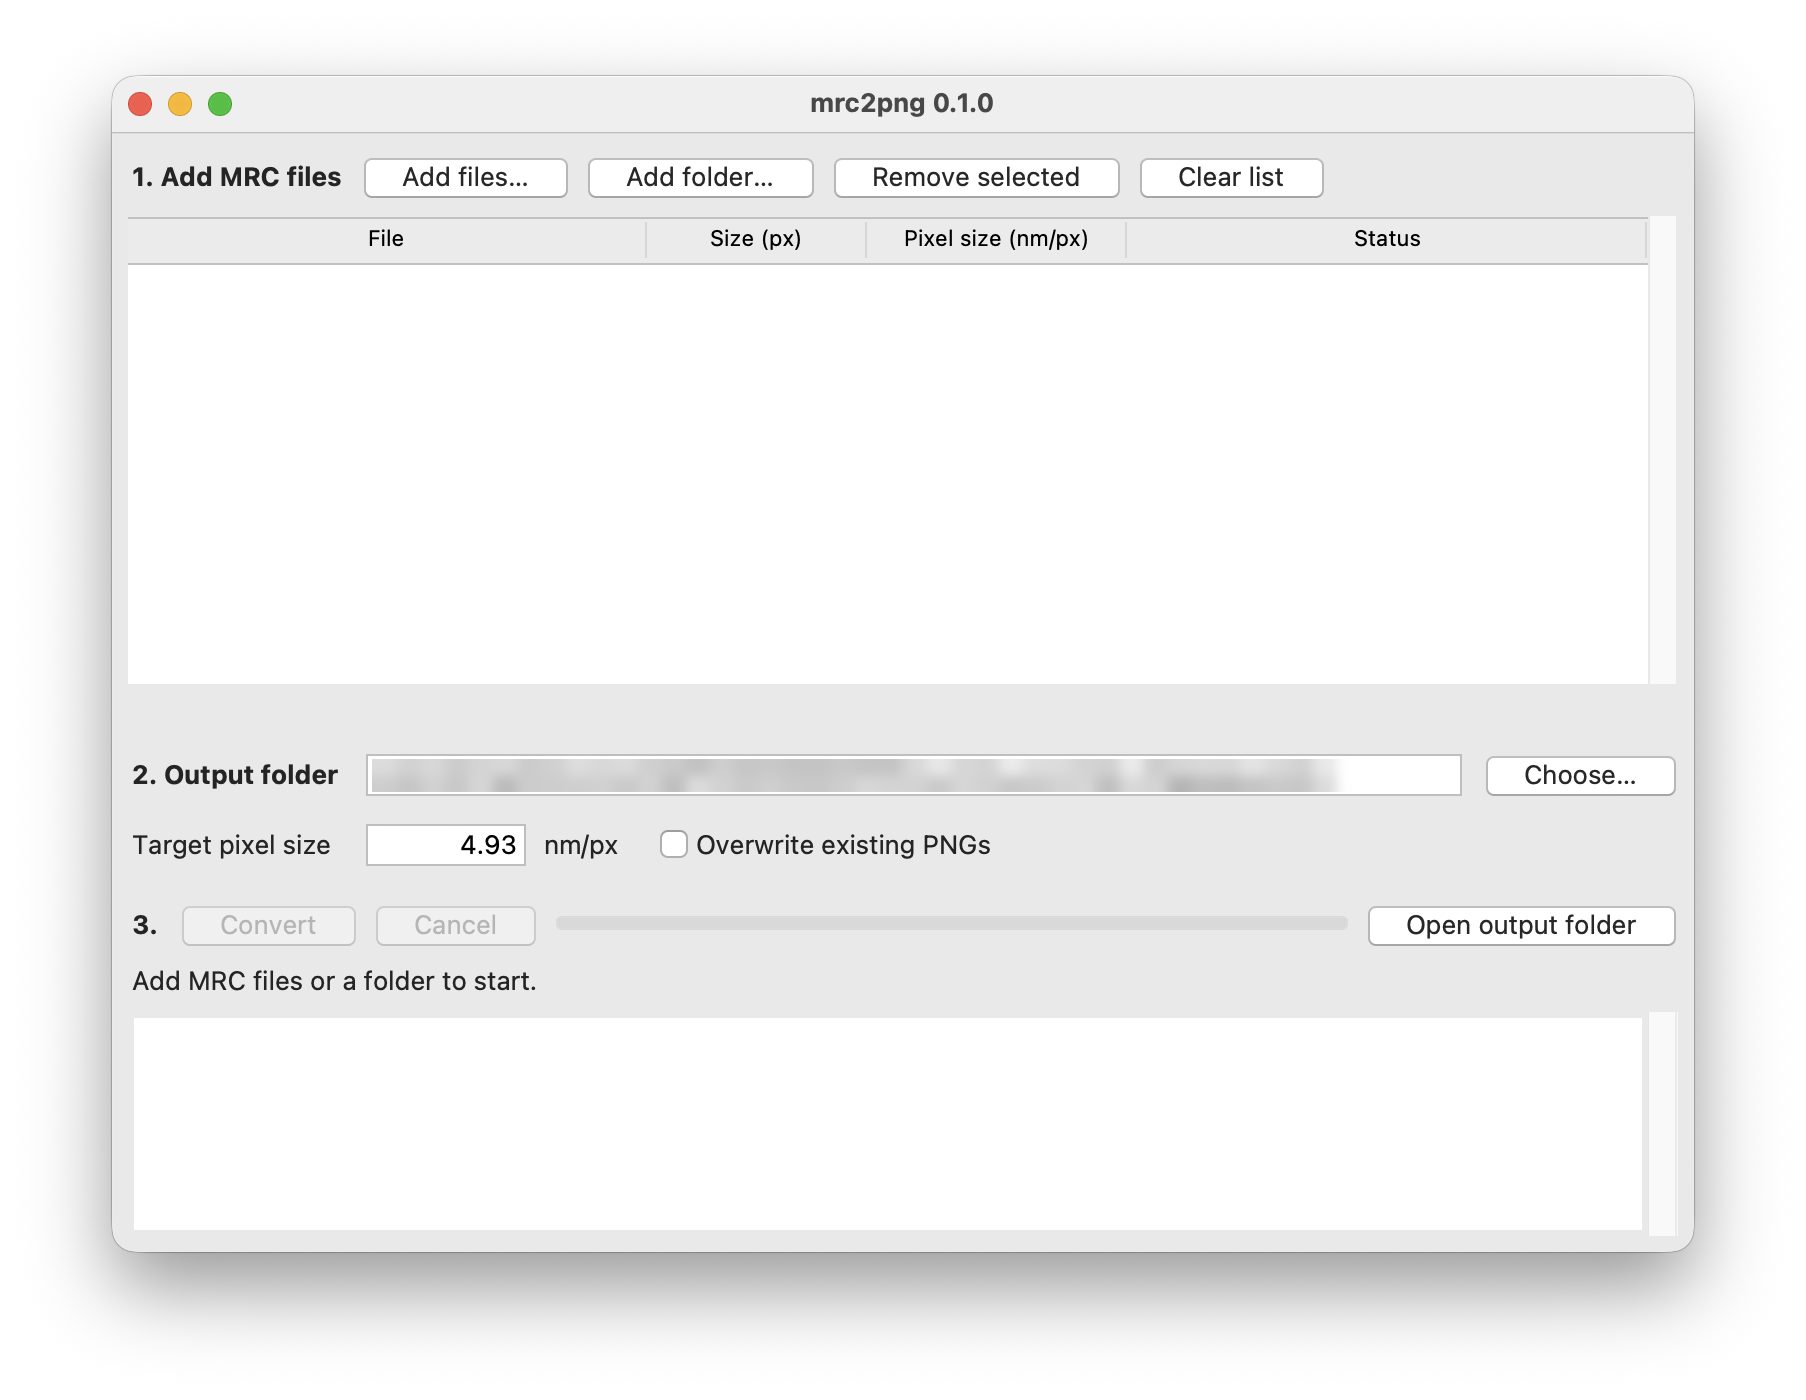 mrc2png 0.1.0
1. Add MRC files Add files... Add folder... Remove selected Clear list
File Size (px) Pixel size (nm/px) Status
2. Output folder Choose...
Target pixel size 4.93 nm/px Overwrite existing PNGs
3. Convert Cancel Open output folder
Add MRC files or a folder to start.